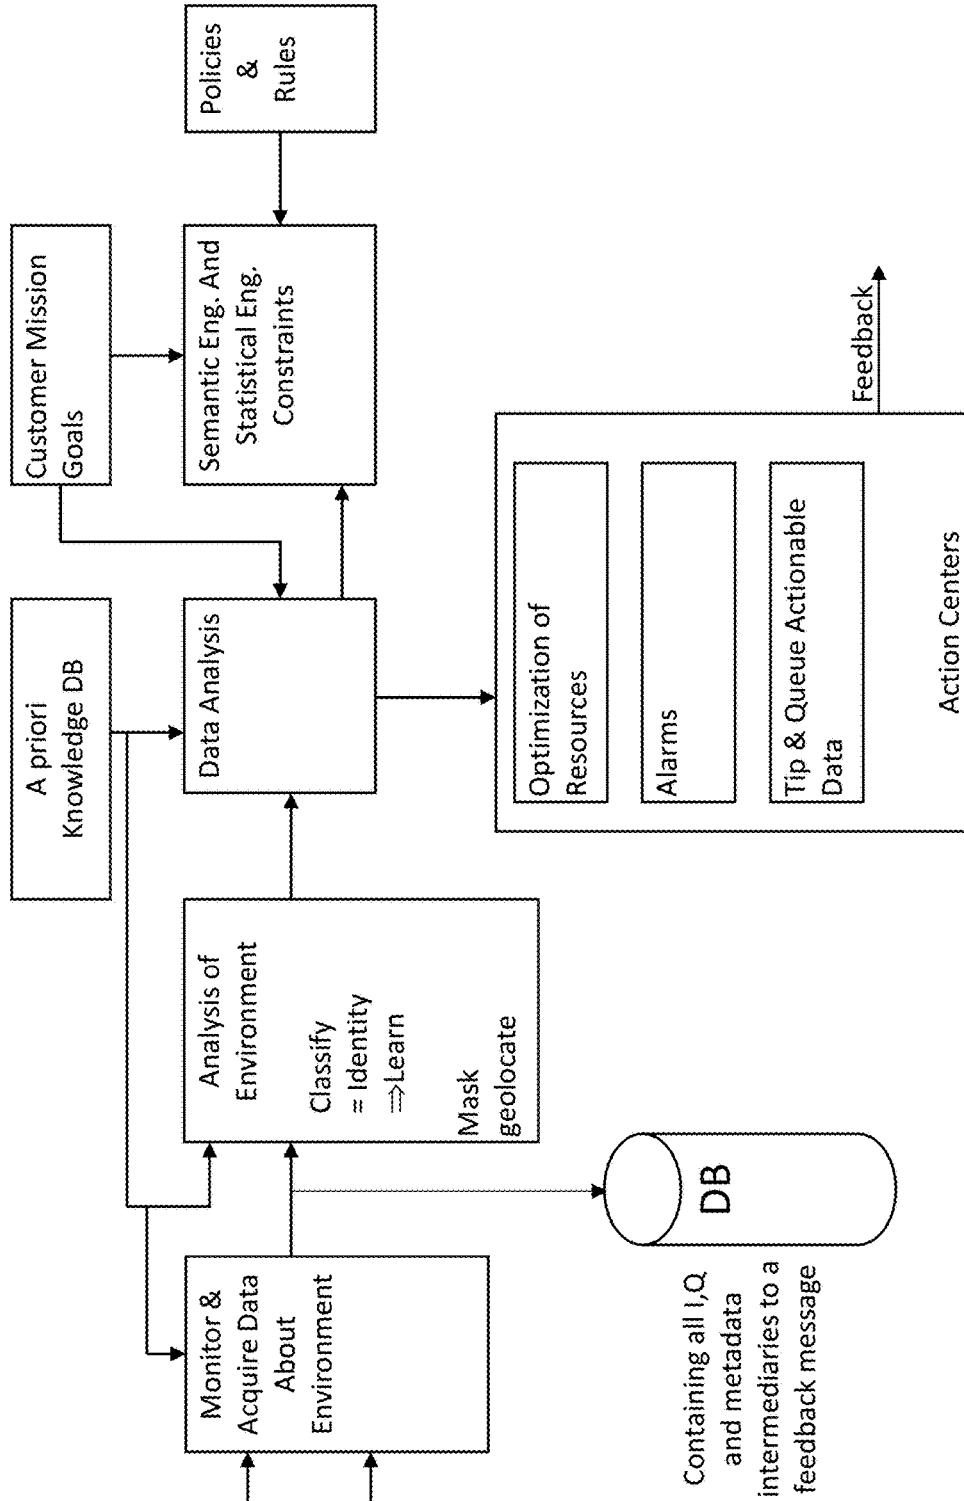 A priori
Knowledge DB
Customer Mission
Goals
Monitor &
Acquire Data
About
Environment
Analysis of
Environment
Classify
= Identity
⇒Learn
Mask
geolocate
Data Analysis
Semantic Eng. And
Statistical Eng.
Constraints
Policies
&
Rules
Containing all I,Q
and metadata
intermediaries to a
feedback message
DB
Optimization of
Resources
Alarms
Tip & Queue Actionable
Data
Action Centers
Feedback